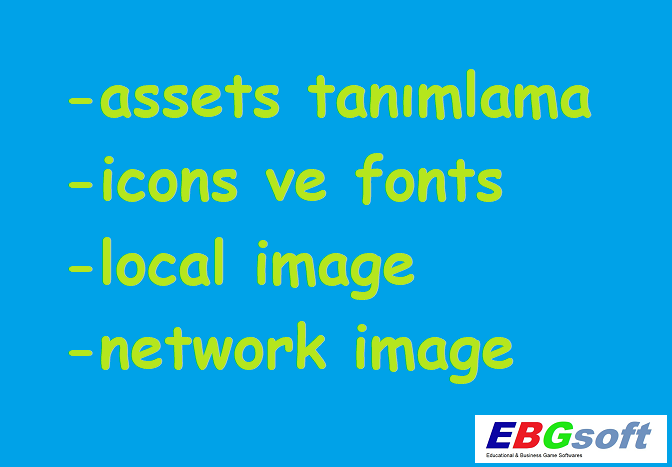 -assets tanımlama
-icons ve fonts
-local image
-network image
EBGsoft
Educational & Business Game Softwares